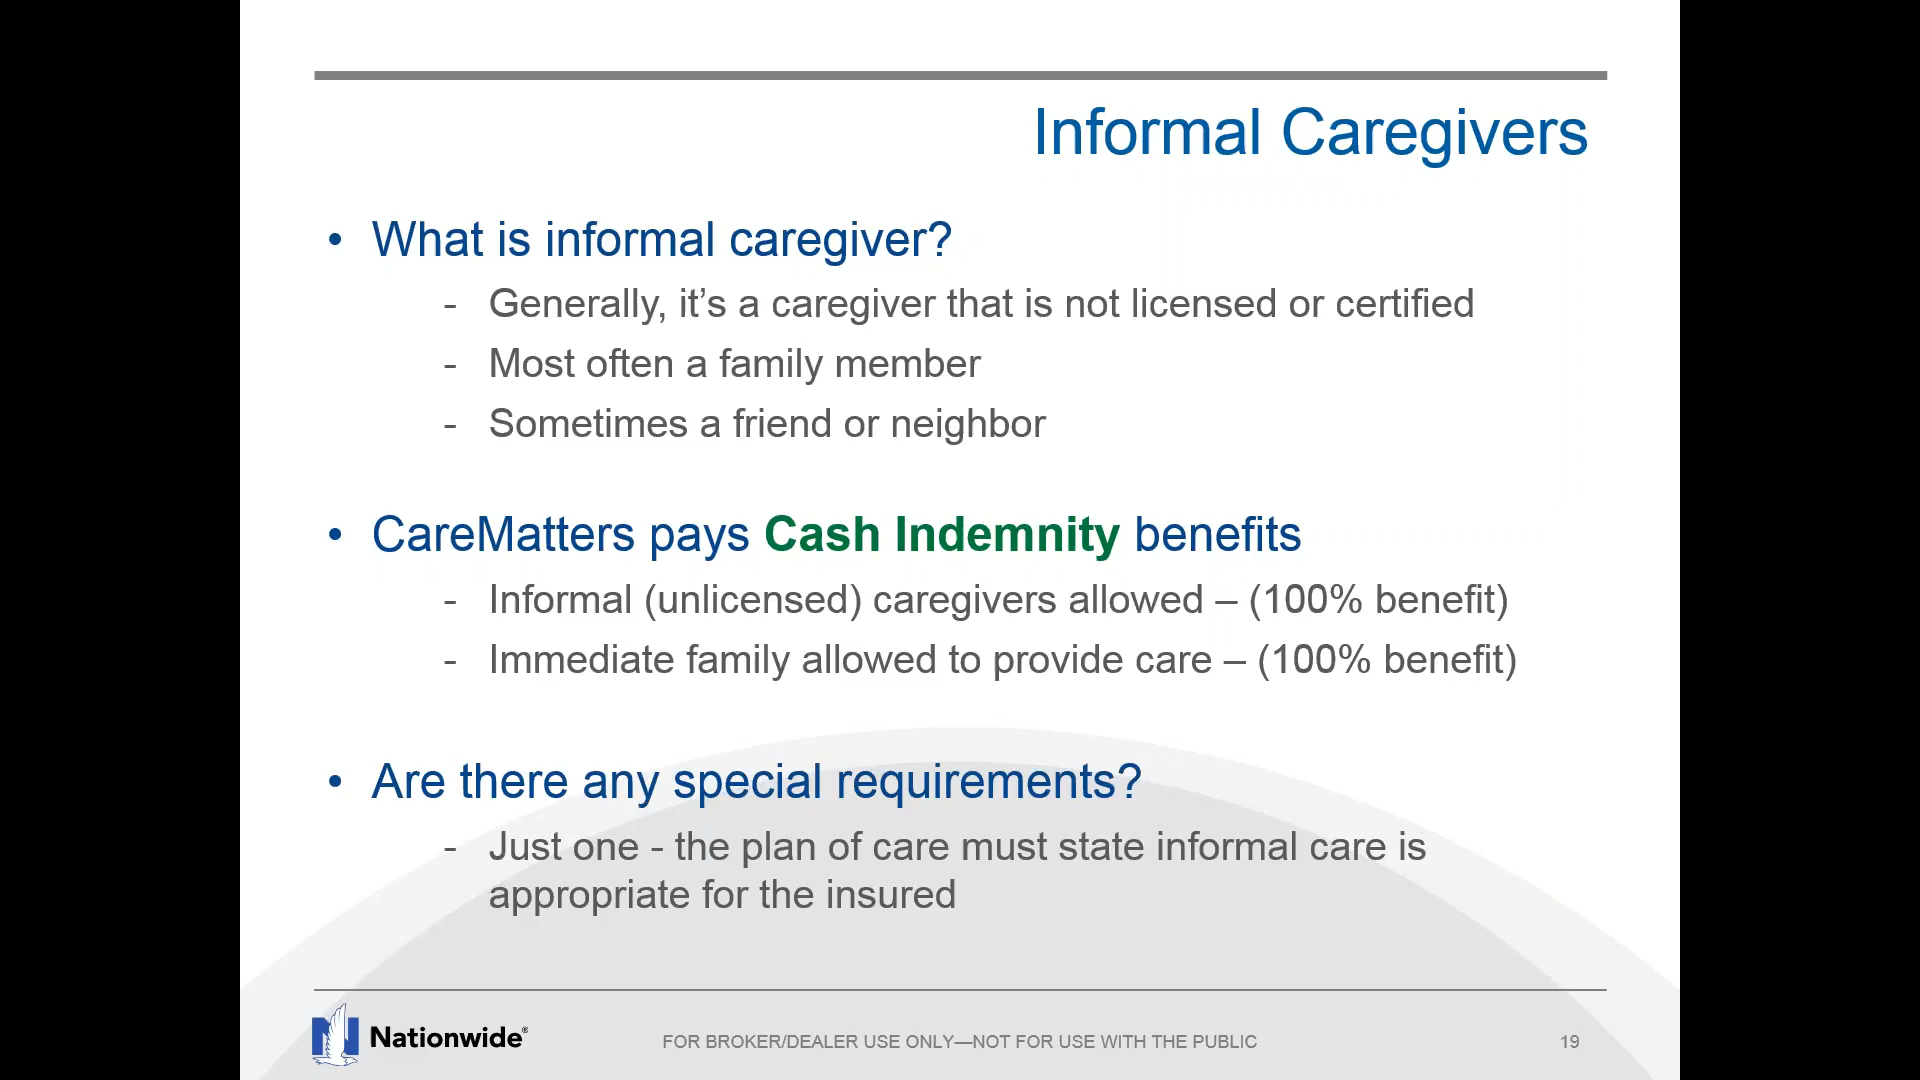 Informal Caregivers
• What is informal caregiver?
- Generally, it’s a caregiver that is not licensed or certified
- Most often a family member
- Sometimes a friend or neighbor
• CareMatters pays Cash Indemnity benefits
- Informal (unlicensed) caregivers allowed – (100% benefit)
- Immediate family allowed to provide care – (100% benefit)
• Are there any special requirements?
- Just one - the plan of care must state informal care is
appropriate for the insured
N Nationwide®
FOR BROKER/DEALER USE ONLY—NOT FOR USE WITH THE PUBLIC
19